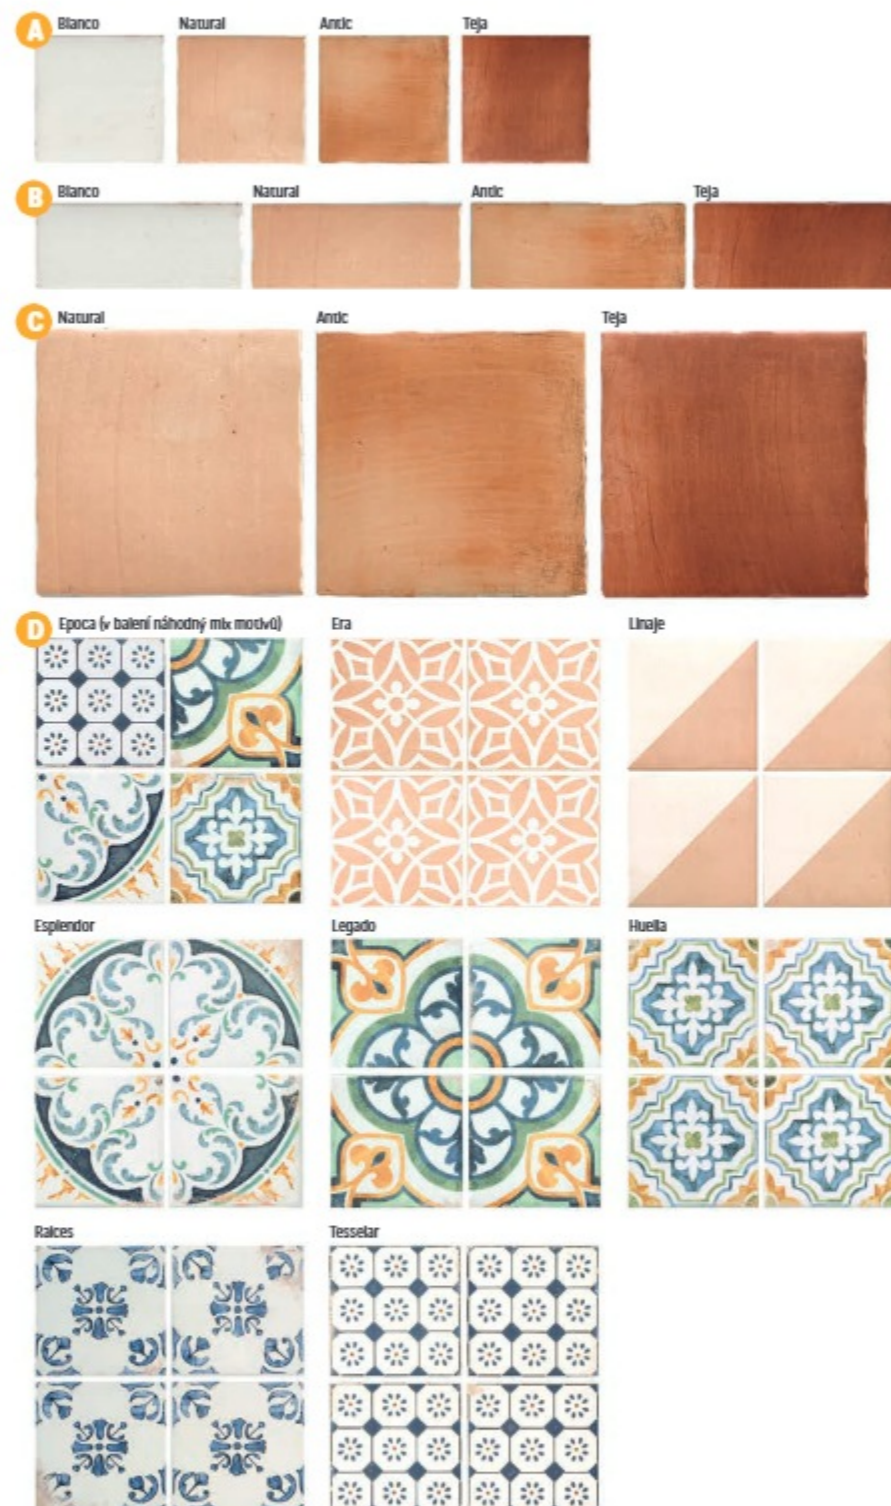 A Blanco Natural Antic Teja
B Blanco Natural Antic Teja
C Natural Antic Teja
D Epoca (v balení náhodný mix motivů) Era Linaje
Esplendor Legado Huella
Raíces Tesselar